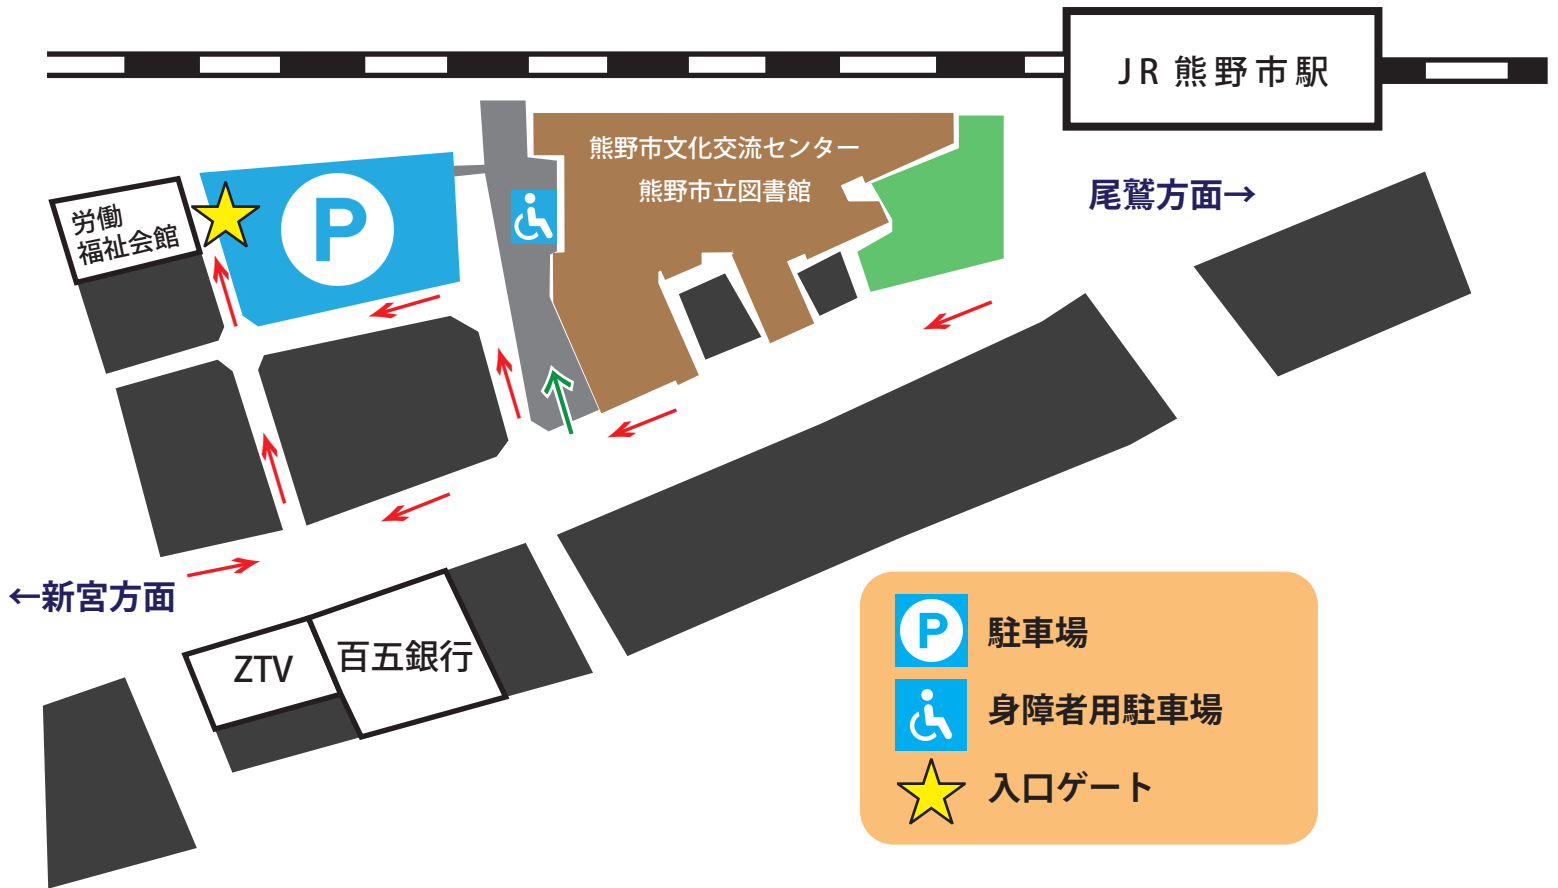 JR 熊野市駅
熊野市文化交流センター
熊野市立図書館
尾鷲方面→
労働
福祉会館
P
←新宮方面
ZTV
百五銀行
P
駐車場
身障者用駐車場
入口ゲート